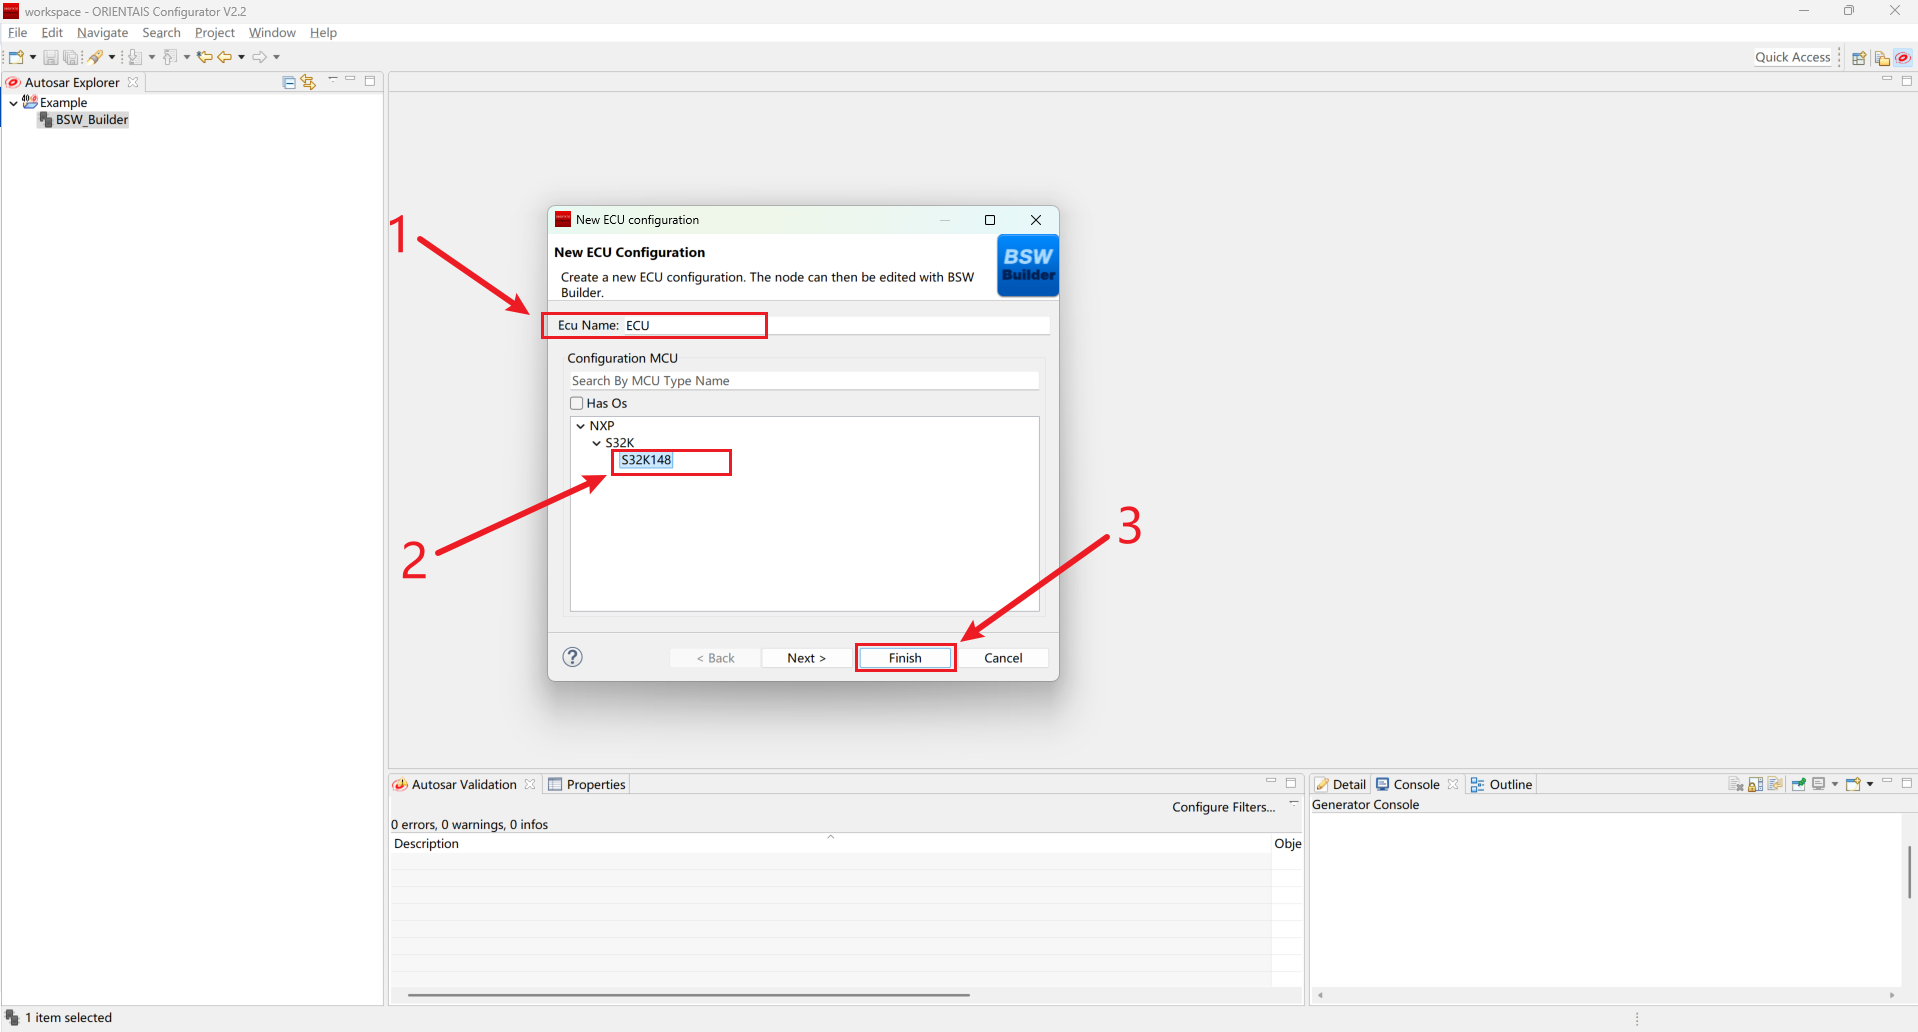 workspace - ORIENTAIS Configurator V2.2
File Edit Navigate Search Project Window Help
Quick Access
Autosar Explorer
Example
BSW_Builder
1
New ECU configuration
New ECU Configuration
Create a new ECU configuration. The node can then be edited with BSW
Builder.
BSW
Builder
Ecu Name: ECU
Configuration MCU
Search By MCU Type Name
Has Os
NXP
S32K
S32K148
2
3
?
< Back Next > Finish Cancel
Autosar Validation Properties
Configure Filters...
0 errors, 0 warnings, 0 infos
Description Obje
Detail Console Outline
Generator Console
1 item selected